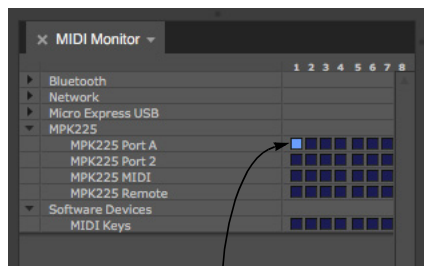 MIDI Monitor
1 2 3 4 5 6 7 8
Bluetooth
Network
Micro Express USB
MPK225
MPK225 Port A
MPK225 Port 2
MPK225 MIDI
MPK225 Remote
Software Devices
MIDI Keys